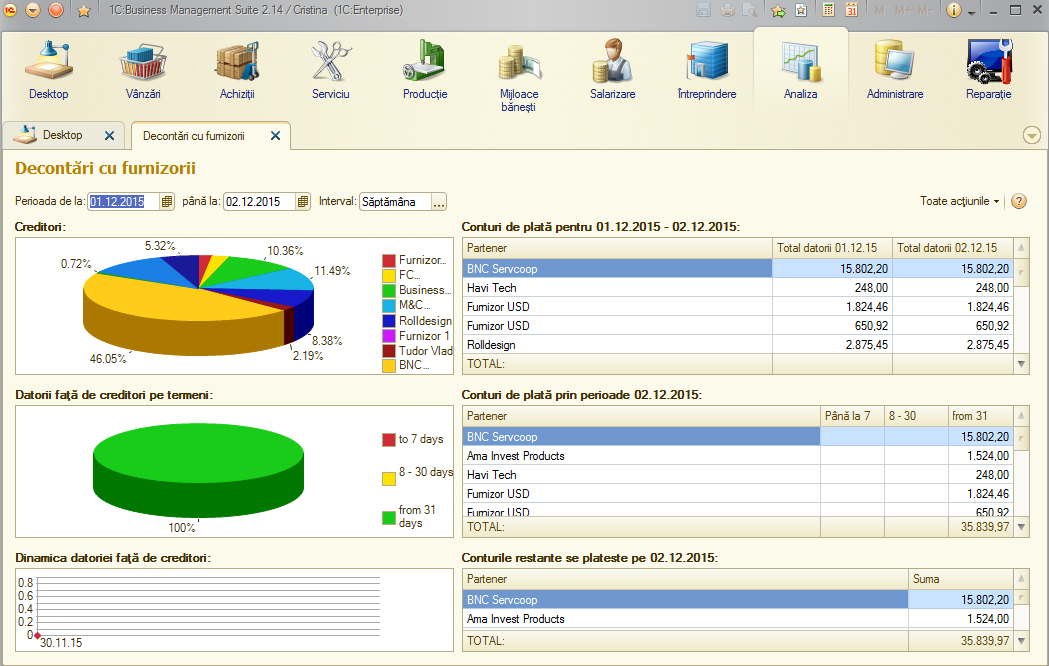 1C:Business Management Suite 2.14 / Cristina (1C:Enterprise)
M M+ M-
Desktop
Vânzări
Achiziţii
Serviciu
Producţie
Mijloace
băneşti
Salarizare
Întreprindere
Analiza
Administrare
Reparaţie
Desktop
Decontări cu furnizorii
Decontări cu furnizorii
Perioada de la: 01.12.2015 până la: 02.12.2015 Interval: Săptămâna ...
Toate acţiunile
Creditori:
5.32%
10.36%
0.72%
11.49%
8.38%
2.19%
46.05%
Furnizor...
FC...
Business...
M&C...
Rolldesign
Furnizor 1
Tudor Vlad
BNC...
Conturi de plată pentru 01.12.2015 - 02.12.2015:
Partener Total datorii 01.12.15 Total datorii 02.12.15
BNC Servcoop 15.802,20 15.802,20
Havi Tech 248,00 248,00
Furnizor USD 1.824,46 1.824,46
Furnizor USD 650,92 650,92
Rolldesign 2.875,45 2.875,45
TOTAL:
Datorii faţă de creditori pe termeni:
100%
to 7 days
8 - 30 days
from 31
days
Conturi de plată prin perioade 02.12.2015:
Partener Până la 7 8 - 30 from 31
BNC Servcoop 15.802,20
Ama Invest Products 1.524,00
Havi Tech 248,00
Furnizor USD 1.824,46
Furnizor USD 650,92
TOTAL: 35.839,97
Dinamica datoriei faţă de creditori:
0.8
0.6
0.4
0.2
0
30.11.15
Conturile restante se plateste pe 02.12.2015:
Partener Suma
BNC Servcoop 15.802,20
Ama Invest Products 1.524,00
TOTAL: 35.839,97